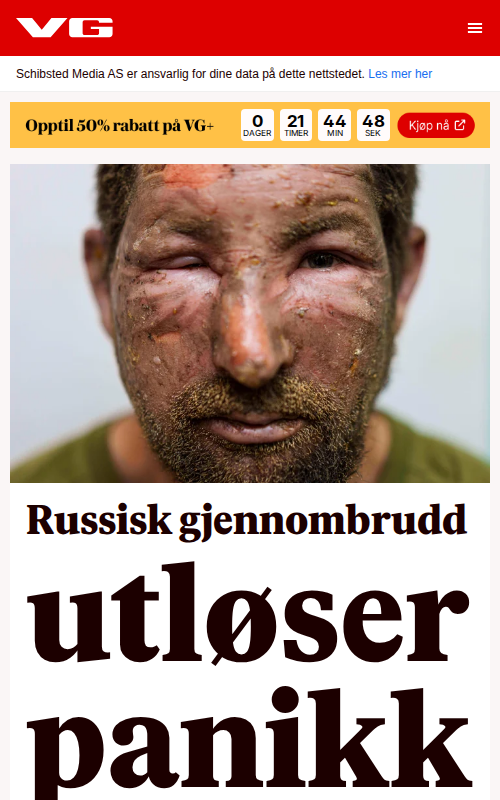 VG
Schibsted Media AS er ansvarlig for dine data på dette nettstedet. Les mer her
Opptil 50% rabatt på VG+
0 21 44 48
DAGER TIMER MIN SEK
Kjøp nå
Russisk gjennombrudd
utløser
panikk